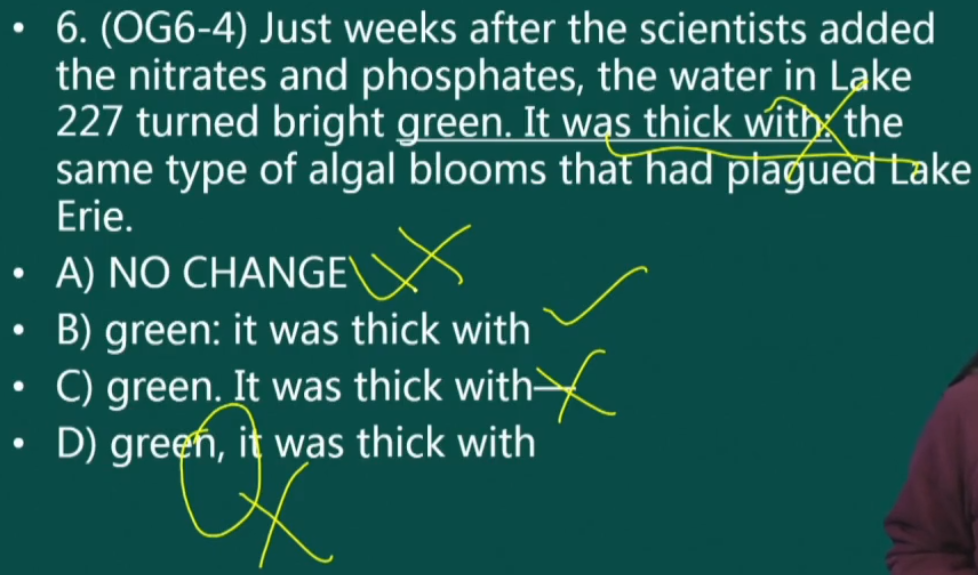 • 6. (OG6-4) Just weeks after the scientists added
the nitrates and phosphates, the water in Lake
227 turned bright green. It was thick with: the
same type of algal blooms that had plagued Lake
Erie.
• A) NO CHANGE
• B) green: it was thick with
• C) green. It was thick with—
• D) green, it was thick with